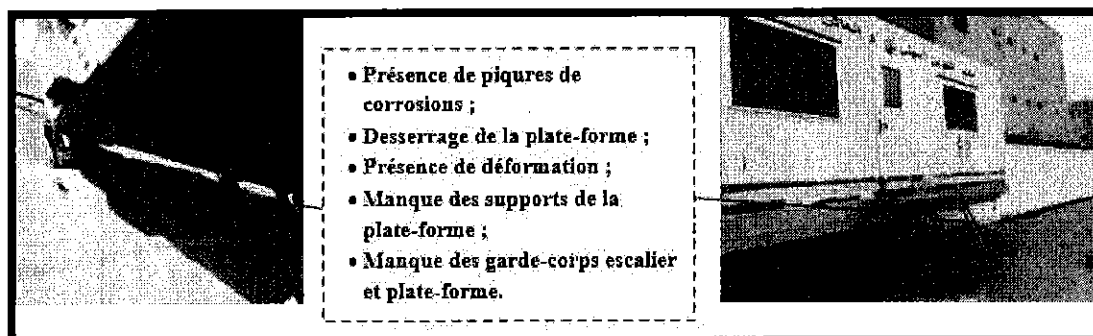 • Présence de piqures de
corrosions ;
• Desserrage de la plate-forme ;
• Présence de déformation ;
• Manque des supports de la
plate-forme ;
• Manque des garde-corps escalier
et plate-forme.